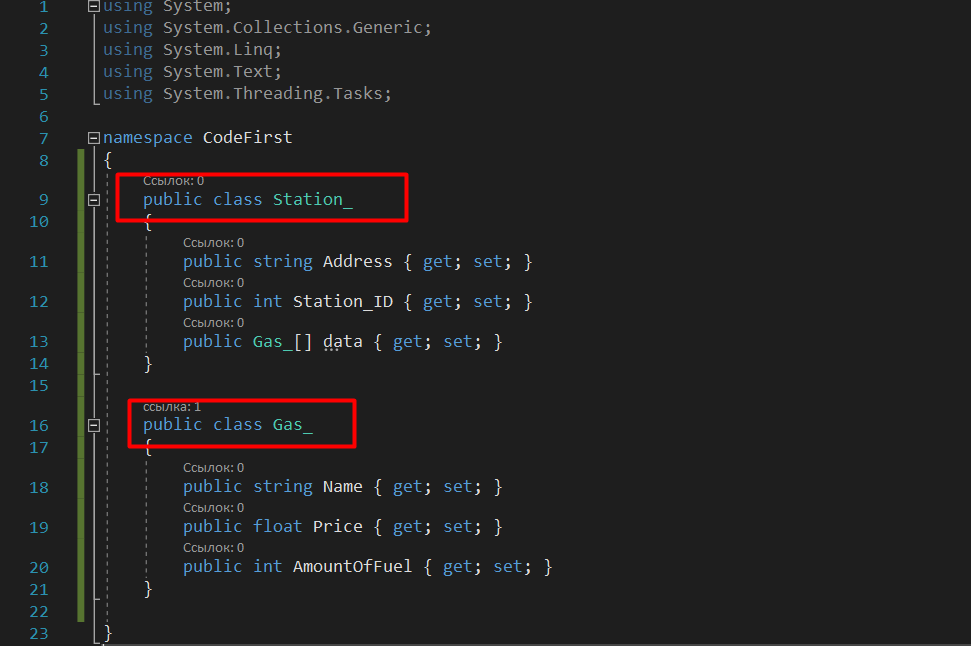 1 using System;
2 using System.Collections.Generic;
3 using System.Linq;
4 using System.Text;
5 using System.Threading.Tasks;
6
7 namespace CodeFirst
8 {
Ссылок: 0
9 public class Station_
10 {
Ссылок: 0
11 public string Address { get; set; }
Ссылок: 0
12 public int Station_ID { get; set; }
Ссылок: 0
13 public Gas_[] data { get; set; }
14 }
15
ссылка: 1
16 public class Gas_
17 {
Ссылок: 0
18 public string Name { get; set; }
Ссылок: 0
19 public float Price { get; set; }
Ссылок: 0
20 public int AmountOfFuel { get; set; }
21 }
22
23 }